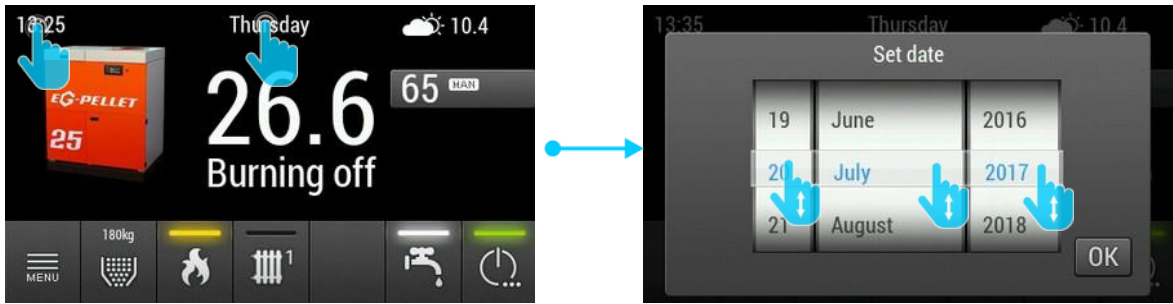 13:25 Thursday 10.4
EG-PELLET
25
26.6
65 MAN
Burning off
180kg
MENU
1
13:35 Thursday 10.4
Set date
19 June 2016
20 July 2017
21 August 2018
OK